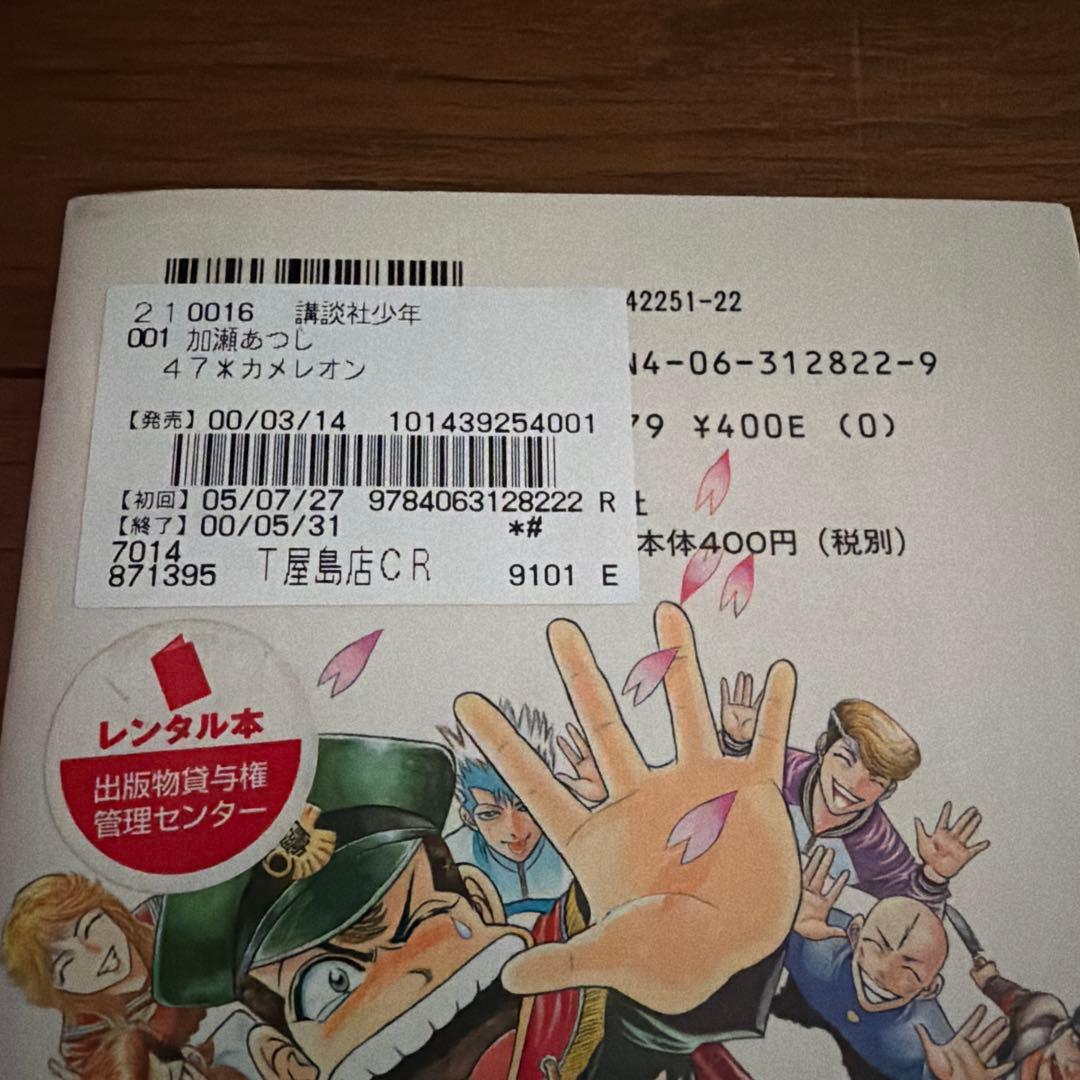 210016 講談社少年
001 加瀬あつし
47*カメレオン
【発売】00/03/14 101439254001
【初回】05/07/27 9784063128222 R
【終了】00/05/31 *#
7014
871395 T屋島店CR 9101 E
42251-22
N4-06-312822-9
79 ¥400E (0)
社
本体400円(税別)
レンタル本
出版物貸与権
管理センター